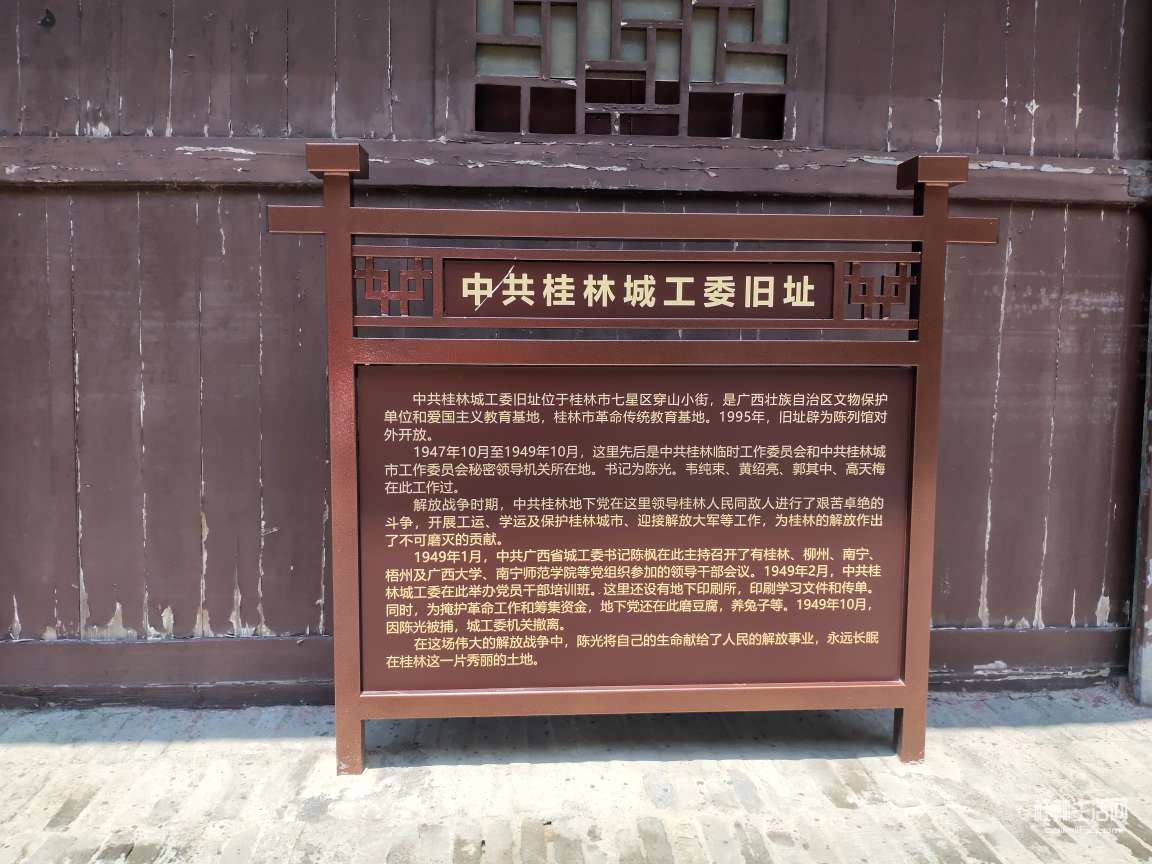 中共桂林城工委旧址
中共桂林城工委旧址位于桂林市七星区穿山小街，是广西壮族自治区文物保护
单位和爱国主义教育基地，桂林市革命传统教育基地。1995年，旧址辟为陈列馆对
外开放。
1947年10月至1949年10月，这里先后是中共桂林临时工作委员会和中共桂林城
市工作委员会秘密领导机关所在地。书记为陈光。韦纯束、黄绍亮、郭其中、高天梅
在此工作过。
解放战争时期，中共桂林地下党在这里领导桂林人民同敌人进行了艰苦卓绝的
斗争，开展工运、学运及保护桂林城市、迎接解放大军等工作，为桂林的解放作出
了不可磨灭的贡献。
1949年1月，中共广西省城工委书记陈枫在此主持召开了有桂林、柳州、南宁、
梧州及广西大学、南宁师范学院等党组织参加的领导干部会议。1949年2月，中共桂
林城工委在此举办党员干部培训班。这里还设有地下印刷所，印刷学习文件和传单。
同时，为掩护革命工作和筹集资金，地下党还在此磨豆腐，养兔子等。1949年10月，
因陈光被捕，城工委机关撤离。
在这场伟大的解放战争中，陈光将自己的生命献给了人民的解放事业，永远长眠
在桂林这一片秀丽的土地。
桂林生活网